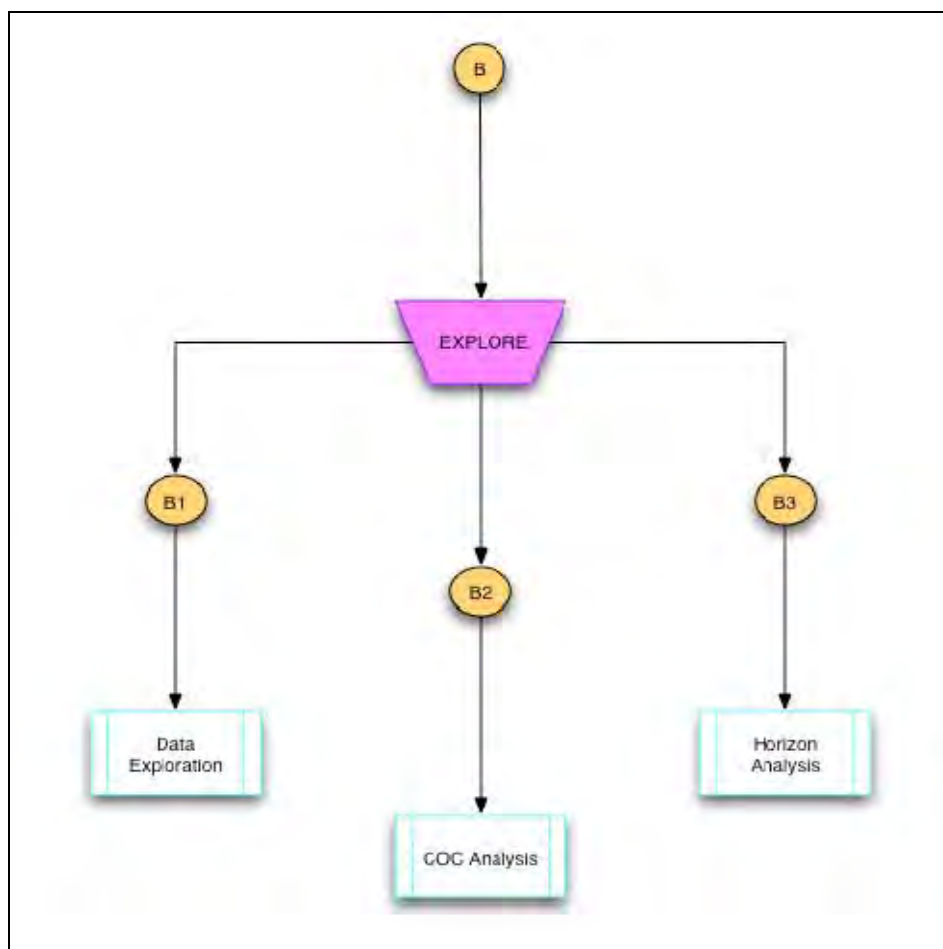 B
EXPLORE
B1
B3
B2
Data
Exploration
Horizon
Analysis
COC Analysis